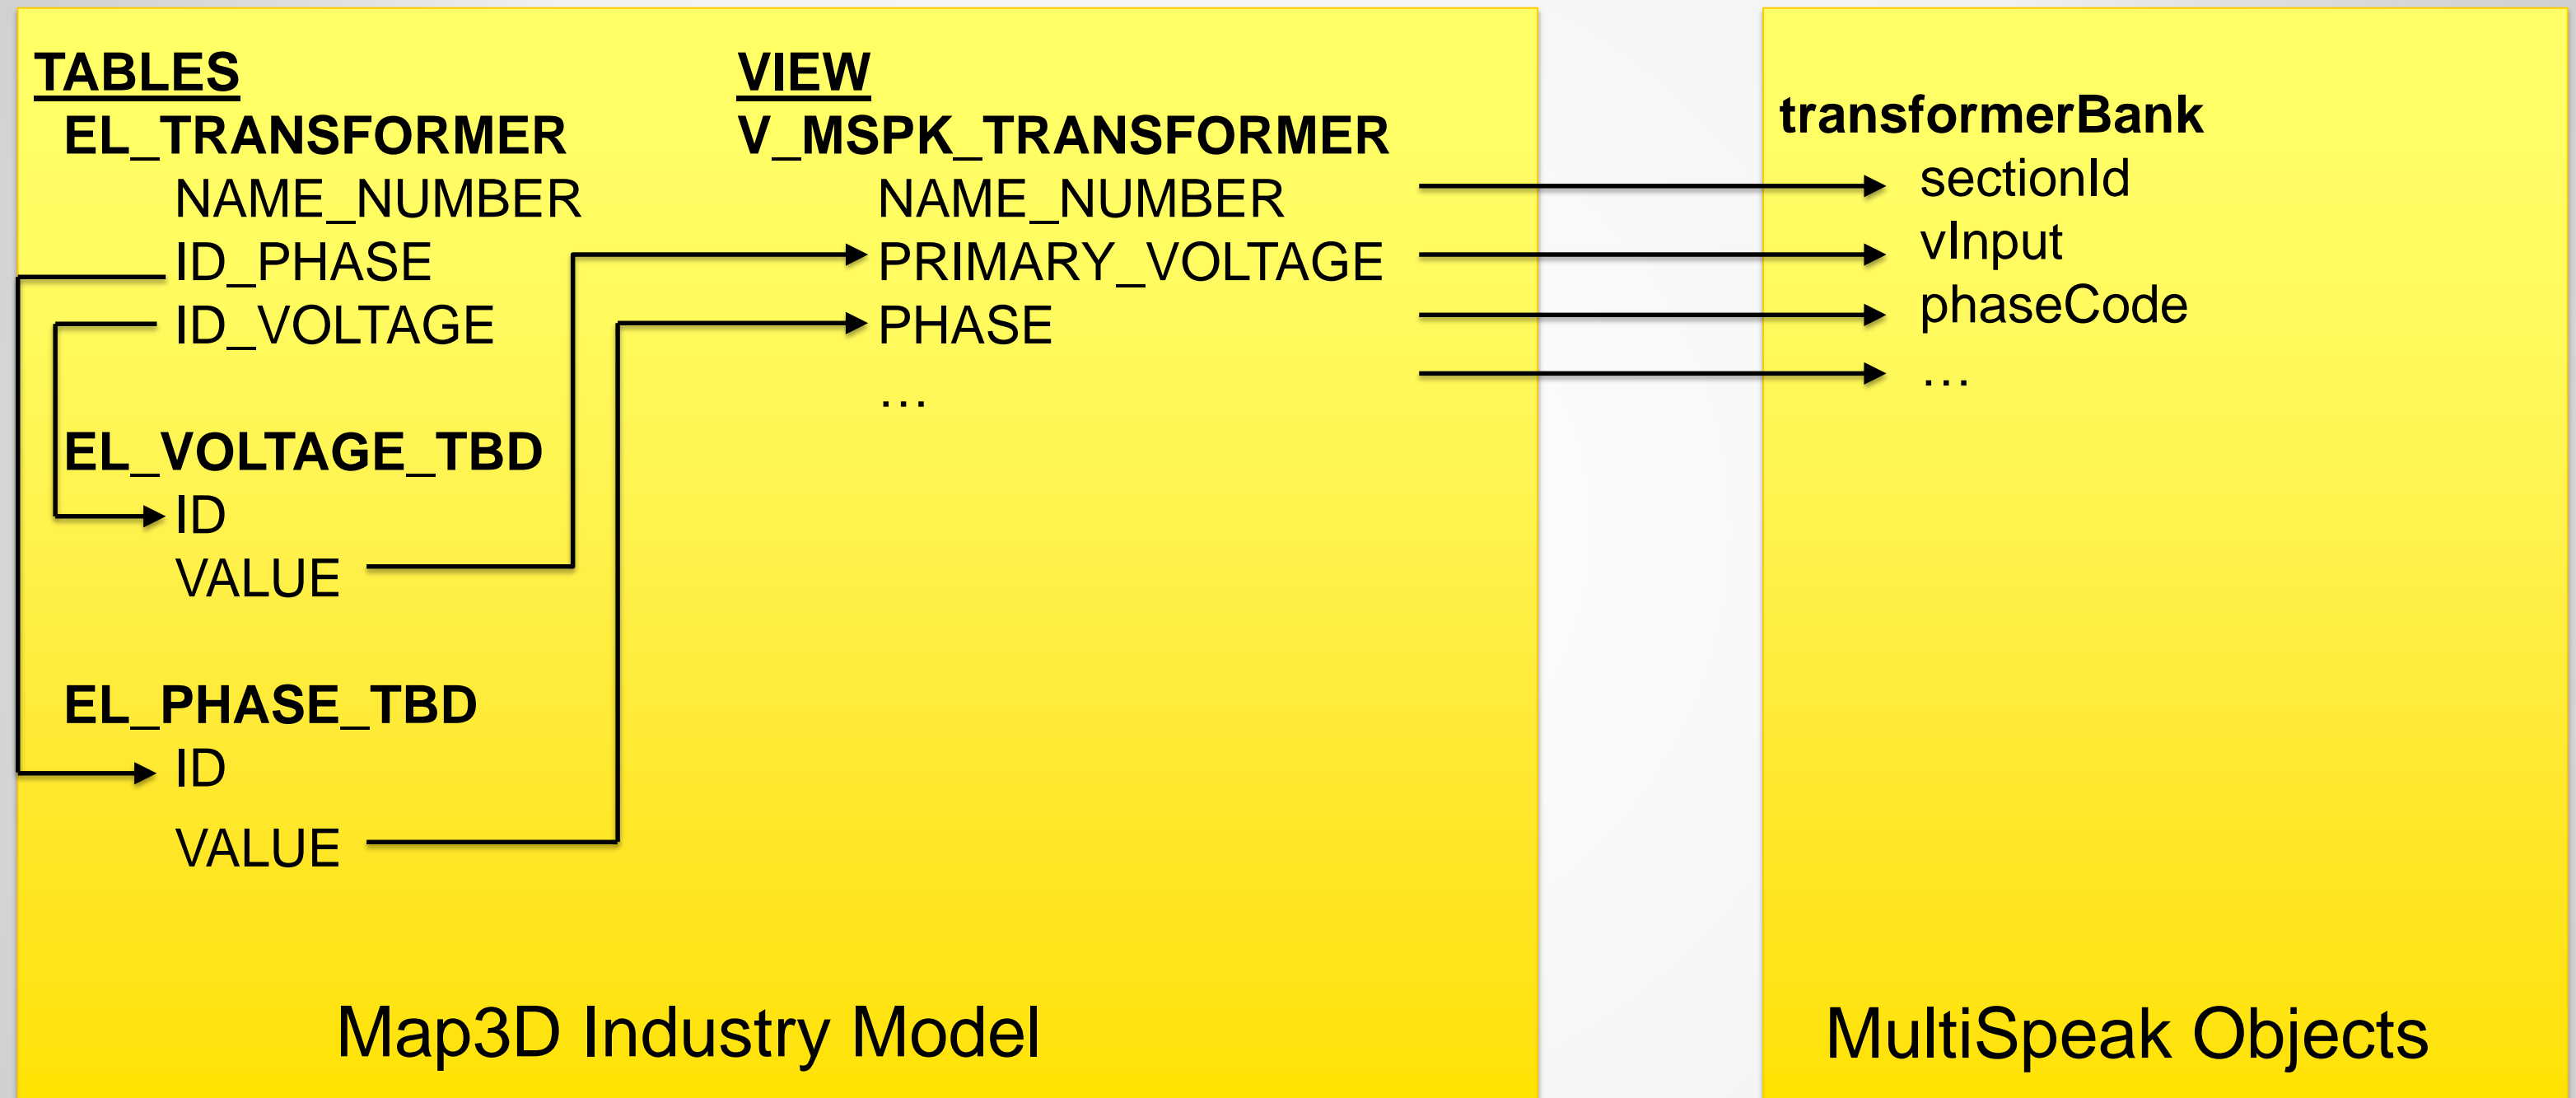 TABLES
EL_TRANSFORMER
NAME_NUMBER
ID_PHASE
ID_VOLTAGE
EL_VOLTAGE_TBD
ID
VALUE
EL_PHASE_TBD
ID
VALUE
VIEW
V_MSPK_TRANSFORMER
NAME_NUMBER
PRIMARY_VOLTAGE
PHASE
…
Map3D Industry Model
transformerBank
sectionId
vInput
phaseCode
…
MultiSpeak Objects